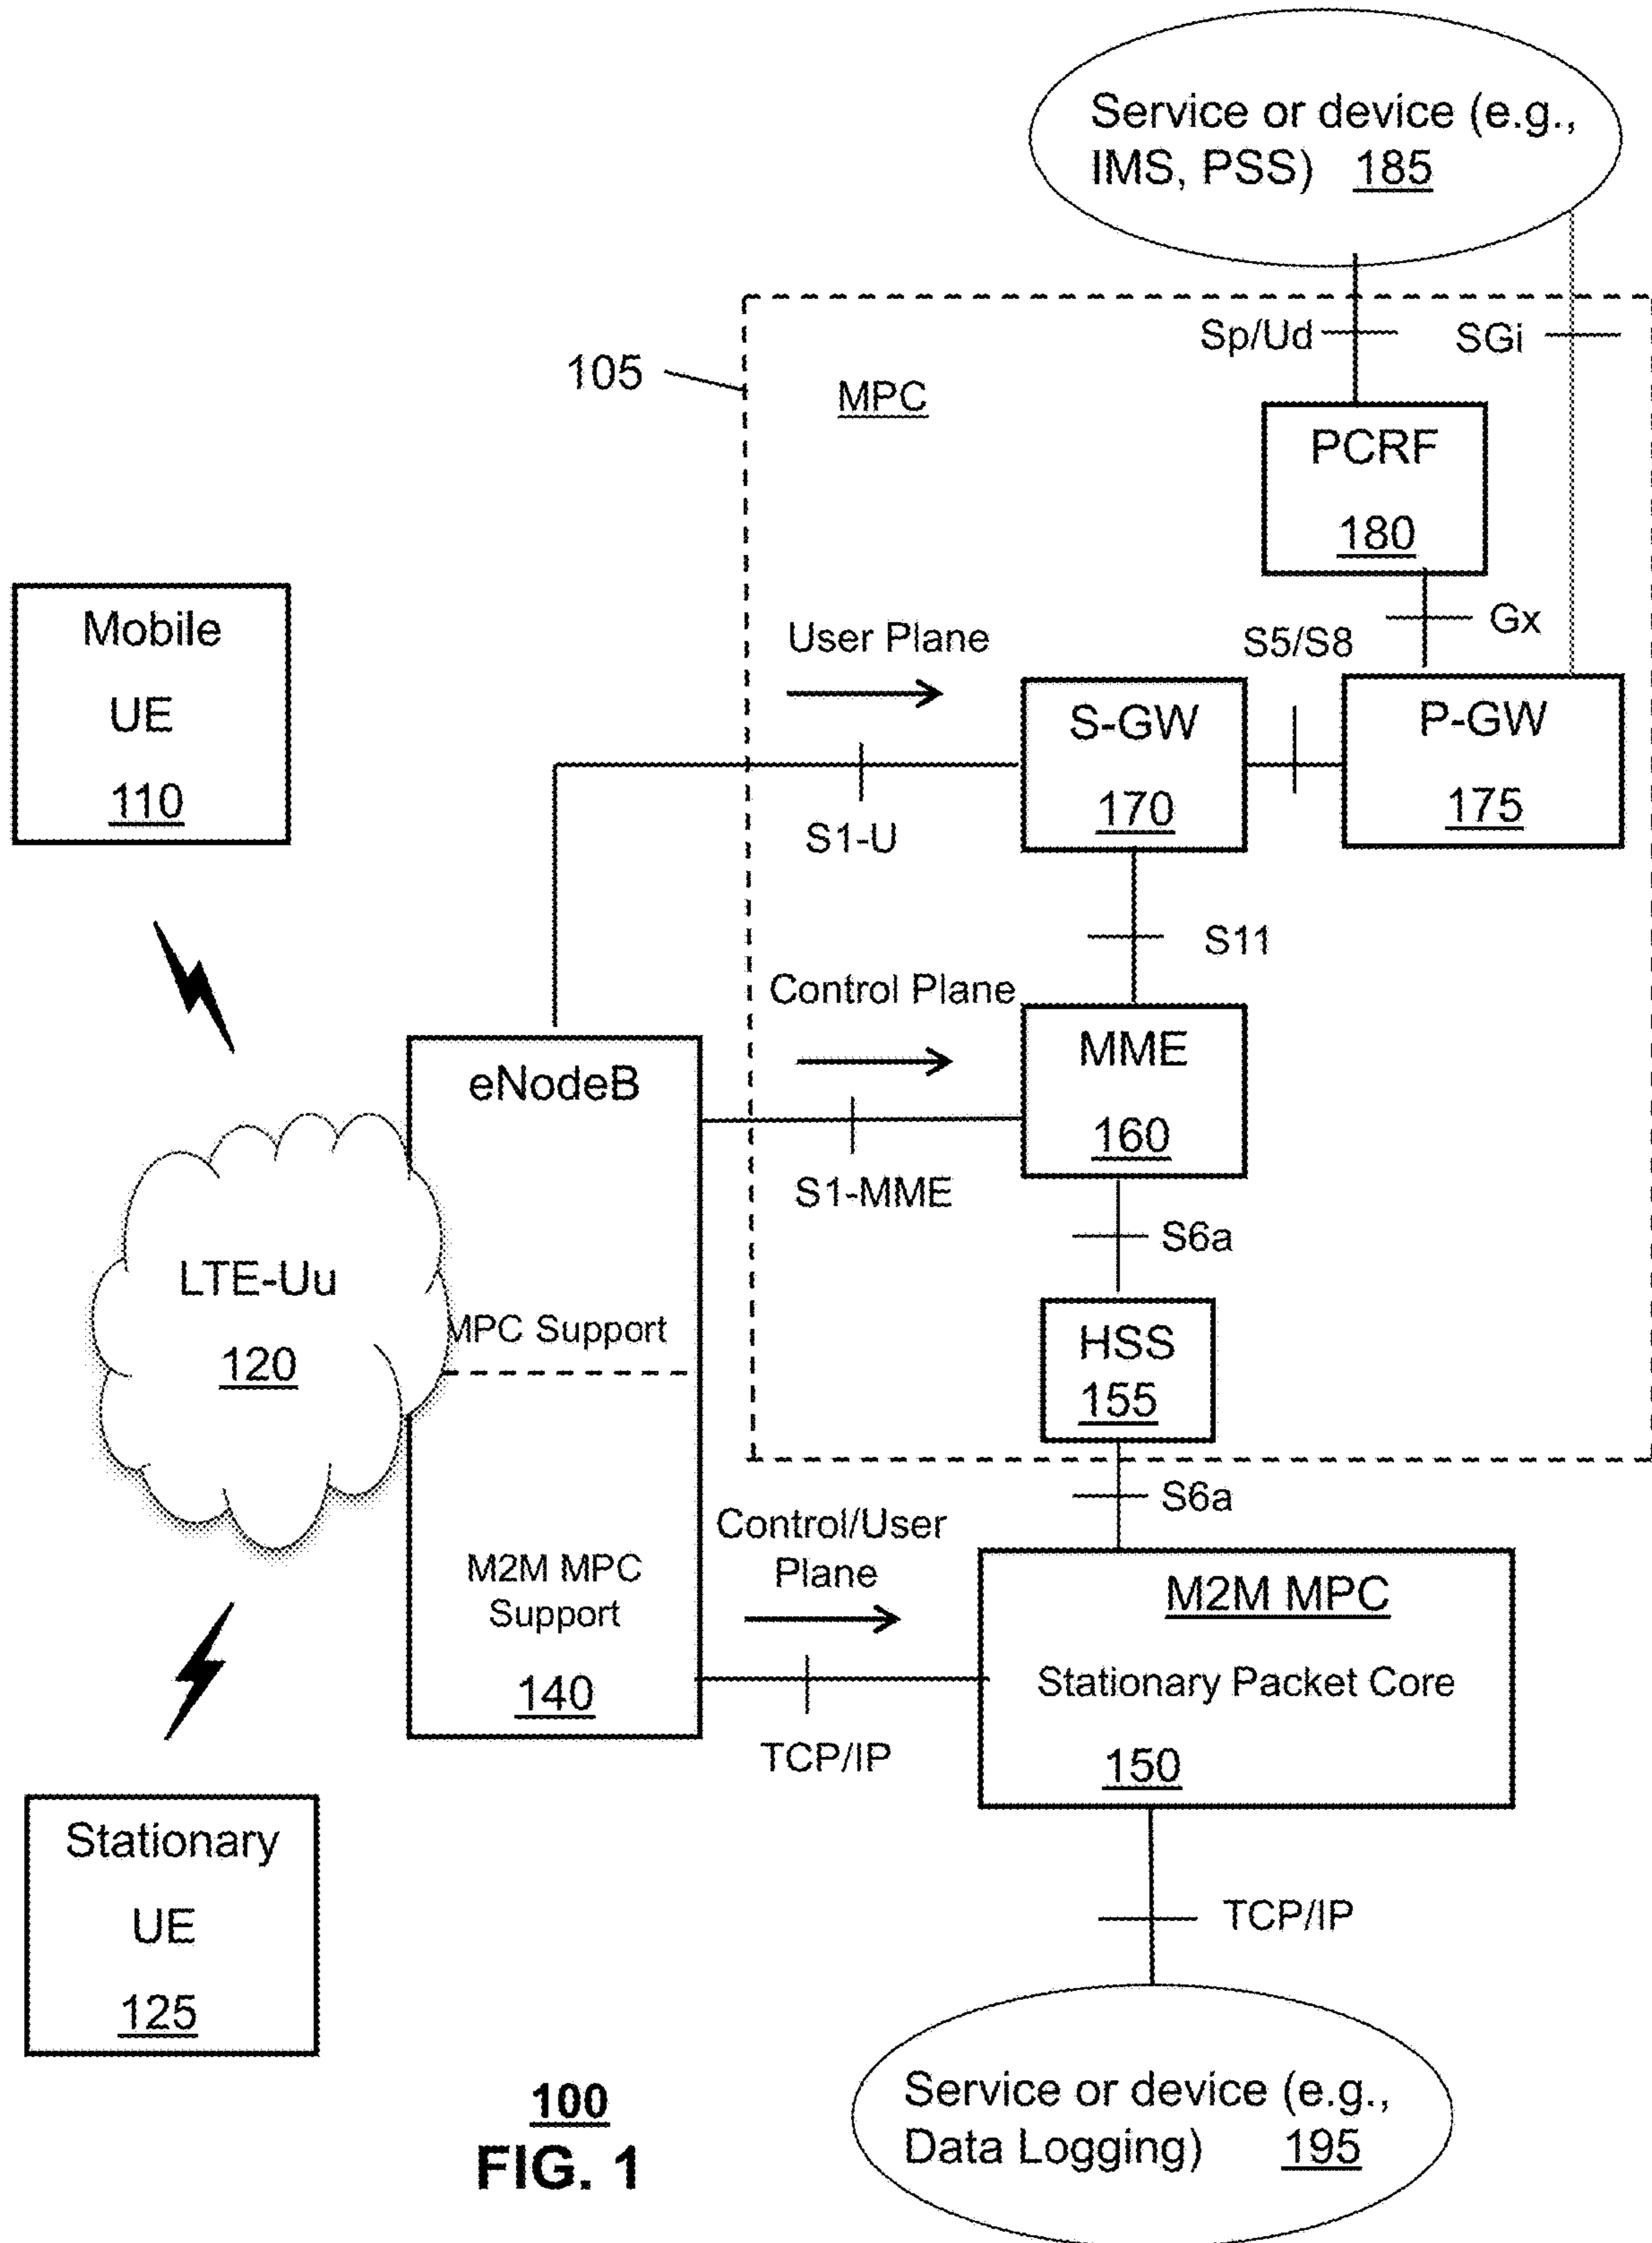 Service or device (e.g.,
IMS, PSS) 185
Sp/Ud
SGi
105
MPC
PCRF
180
Gx
Mobile
UE
110
User Plane
S5/S8
S-GW
170
P-GW
175
S1-U
S11
Control Plane
eNodeB
MME
160
S1-MME
S6a
LTE-Uu
120
MPC Support
HSS
155
S6a
Control/User
Plane
M2M MPC
Support
140
M2M MPC
Stationary Packet Core
150
TCP/IP
Stationary
UE
125
TCP/IP
Service or device (e.g.,
Data Logging) 195
100
FIG. 1